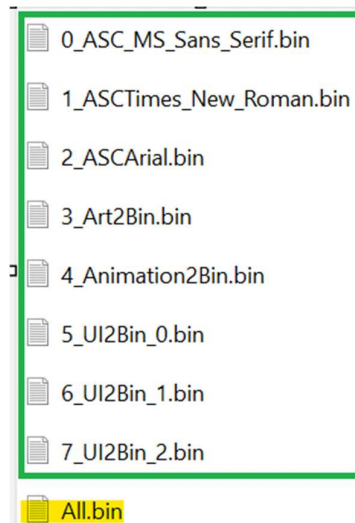 0_ASC_MS_Sans_Serif.bin
1_ASCTimes_New_Roman.bin
2_ASCArial.bin
3_Art2Bin.bin
4_Animation2Bin.bin
5_UI2Bin_0.bin
6_UI2Bin_1.bin
7_UI2Bin_2.bin
All.bin